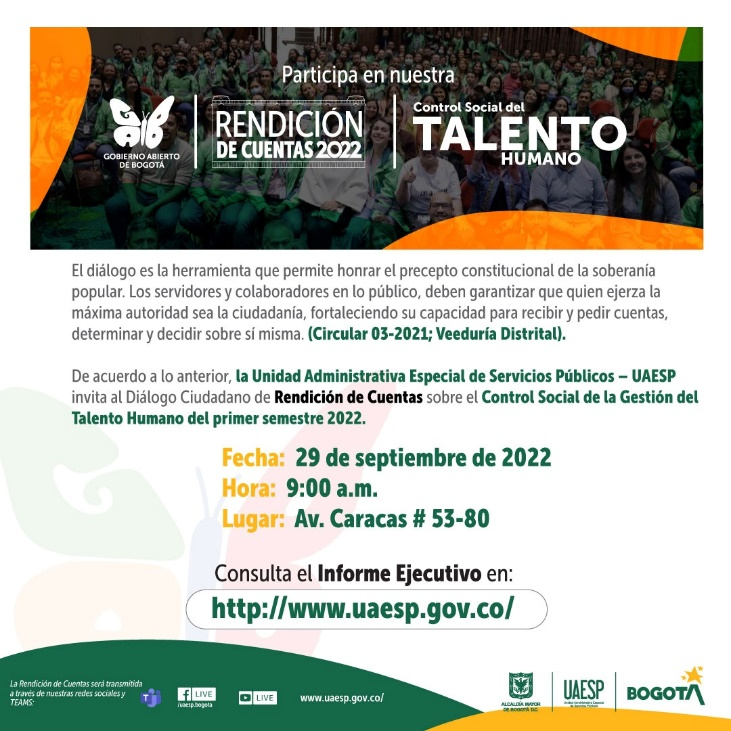 Participa en nuestra
GOBIERNO ABIERTO
DE BOGOTÁ
RENDICIÓN
DE CUENTAS 2022
Control Social del
TALENTO
HUMANO
El diálogo es la herramienta que permite honrar el precepto constitucional de la soberanía
popular. Los servidores y colaboradores en lo público, deben garantizar que quien ejerza la
máxima autoridad sea la ciudadanía, fortaleciendo su capacidad para recibir y pedir cuentas,
determinar y decidir sobre sí misma. (Circular 03-2021; Veeduría Distrital).
De acuerdo a lo anterior, la Unidad Administrativa Especial de Servicios Públicos – UAESP
invita al Diálogo Ciudadano de Rendición de Cuentas sobre el Control Social de la Gestión del
Talento Humano del primer semestre 2022.
Fecha: 29 de septiembre de 2022
Hora: 9:00 a.m.
Lugar: Av. Caracas # 53-80
Consulta el Informe Ejecutivo en:
http://www.uaesp.gov.co/
La Rendición de Cuentas será transmitida
a través de nuestras redes sociales y
TEAMS:
LIVE
/uaesp.bogota
LIVE
www.uaesp.gov.co/
ALCALDÍA MAYOR
DE BOGOTÁ D.C.
UAESP
BOGOTÁ